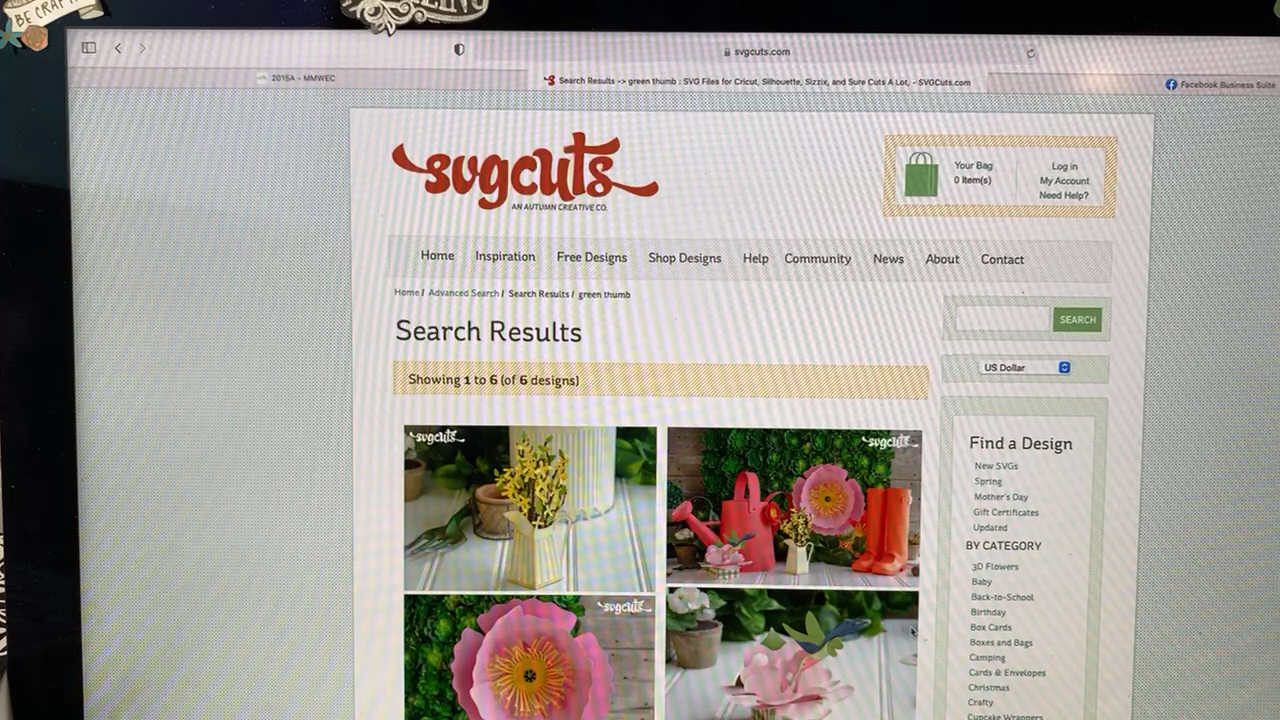 BE CRAFTY
svgcuts.com
2015A - MMWEC
Search Results -> green thumb : SVG Files for Cricut, Silhouette, Sizzix, and Sure Cuts A Lot, - SVGCuts.com
Facebook Business Suite
svgcuts
AN AUTUMN CREATIVE CO.
Your Bag
0 Item(s)
Log in
My Account
Need Help?
Home Inspiration Free Designs Shop Designs Help Community News About Contact
Home / Advanced Search / Search Results / green thumb
SEARCH
Search Results
US Dollar
Showing 1 to 6 (of 6 designs)
svgcuts
svgcuts
svgcuts
Find a Design
New SVGs
Spring
Mother's Day
Gift Certificates
Updated
BY CATEGORY
3D Flowers
Baby
Back-to-School
Birthday
Box Cards
Boxes and Bags
Camping
Cards & Envelopes
Christmas
Crafty
Cupcake Wrappers